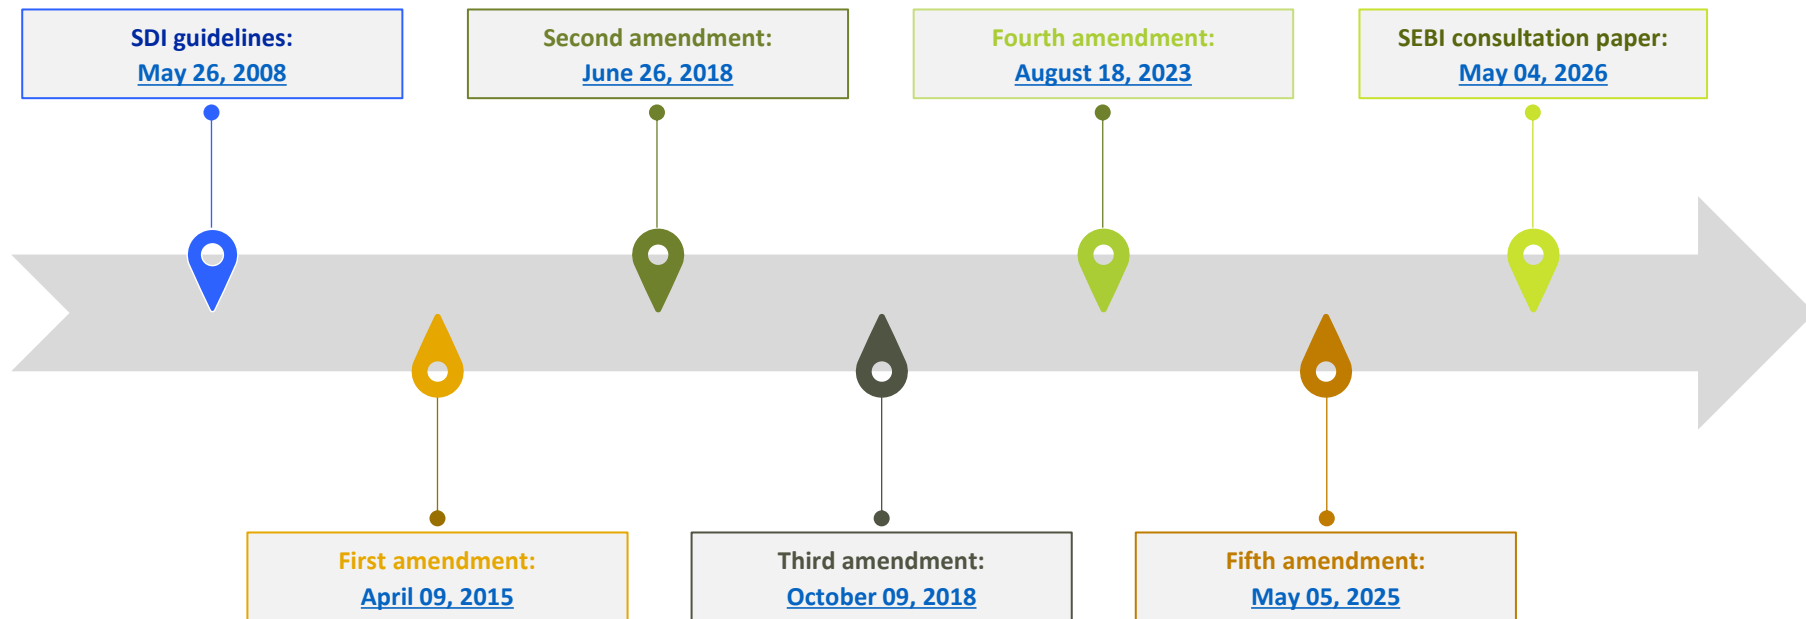 SDI guidelines:
May 26, 2008
Second amendment:
June 26, 2018
Fourth amendment:
August 18, 2023
SEBI consultation paper:
May 04, 2026
First amendment:
April 09, 2015
Third amendment:
October 09, 2018
Fifth amendment:
May 05, 2025